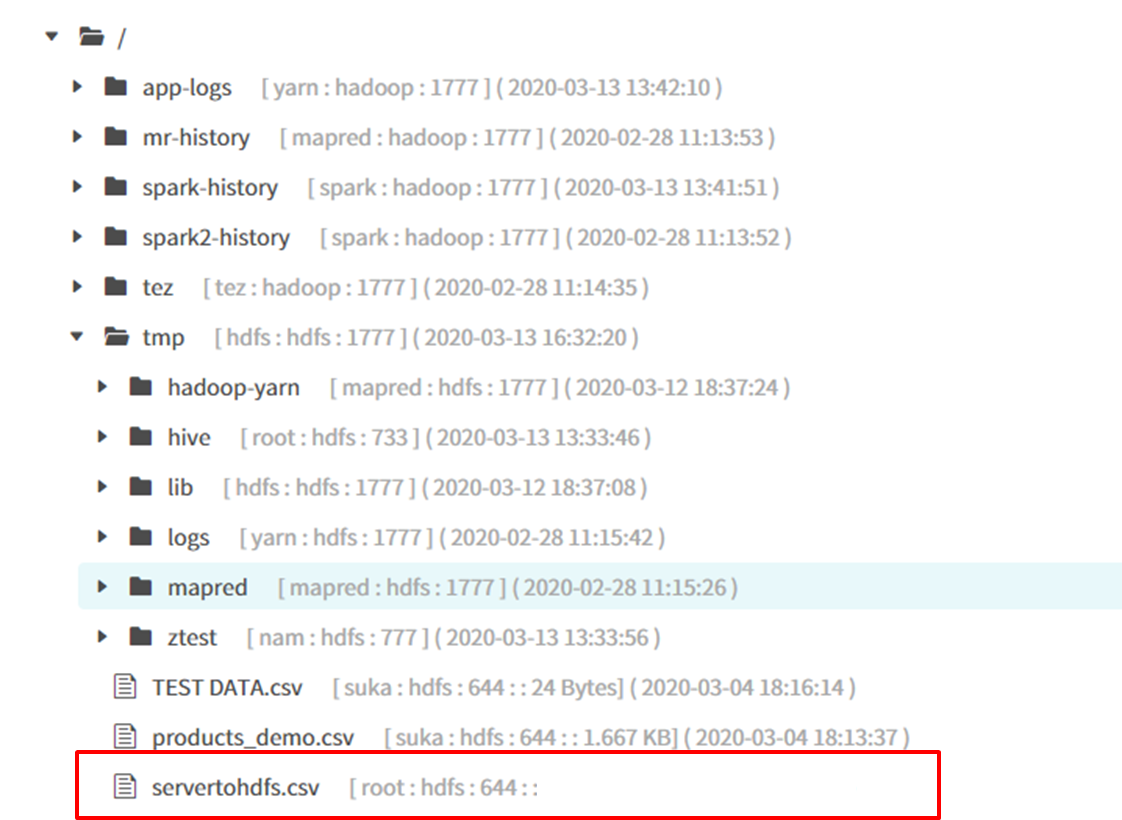 /
app-logs [ yarn : hadoop : 1777 ] ( 2020-03-13 13:42:10 )
mr-history [ mapred : hadoop : 1777 ] ( 2020-02-28 11:13:53 )
spark-history [ spark : hadoop : 1777 ] ( 2020-03-13 13:41:51 )
spark2-history [ spark : hadoop : 1777 ] ( 2020-02-28 11:13:52 )
tez [ tez : hadoop : 1777 ] ( 2020-02-28 11:14:35 )
tmp [ hdfs : hdfs : 1777 ] ( 2020-03-13 16:32:20 )
hadoop-yarn [ mapred : hdfs : 1777 ] ( 2020-03-12 18:37:24 )
hive [ root : hdfs : 733 ] ( 2020-03-13 13:33:46 )
lib [ hdfs : hdfs : 1777 ] ( 2020-03-12 18:37:08 )
logs [ yarn : hdfs : 1777 ] ( 2020-02-28 11:15:42 )
mapred [ mapred : hdfs : 1777 ] ( 2020-02-28 11:15:26 )
ztest [ nam : hdfs : 777 ] ( 2020-03-13 13:33:56 )
TEST DATA.csv [ suka : hdfs : 644 : : 24 Bytes] ( 2020-03-04 18:16:14 )
products_demo.csv [ suka : hdfs : 644 : : 1.667 KB] ( 2020-03-04 18:13:37 )
servertohdfs.csv [ root : hdfs : 644 : :